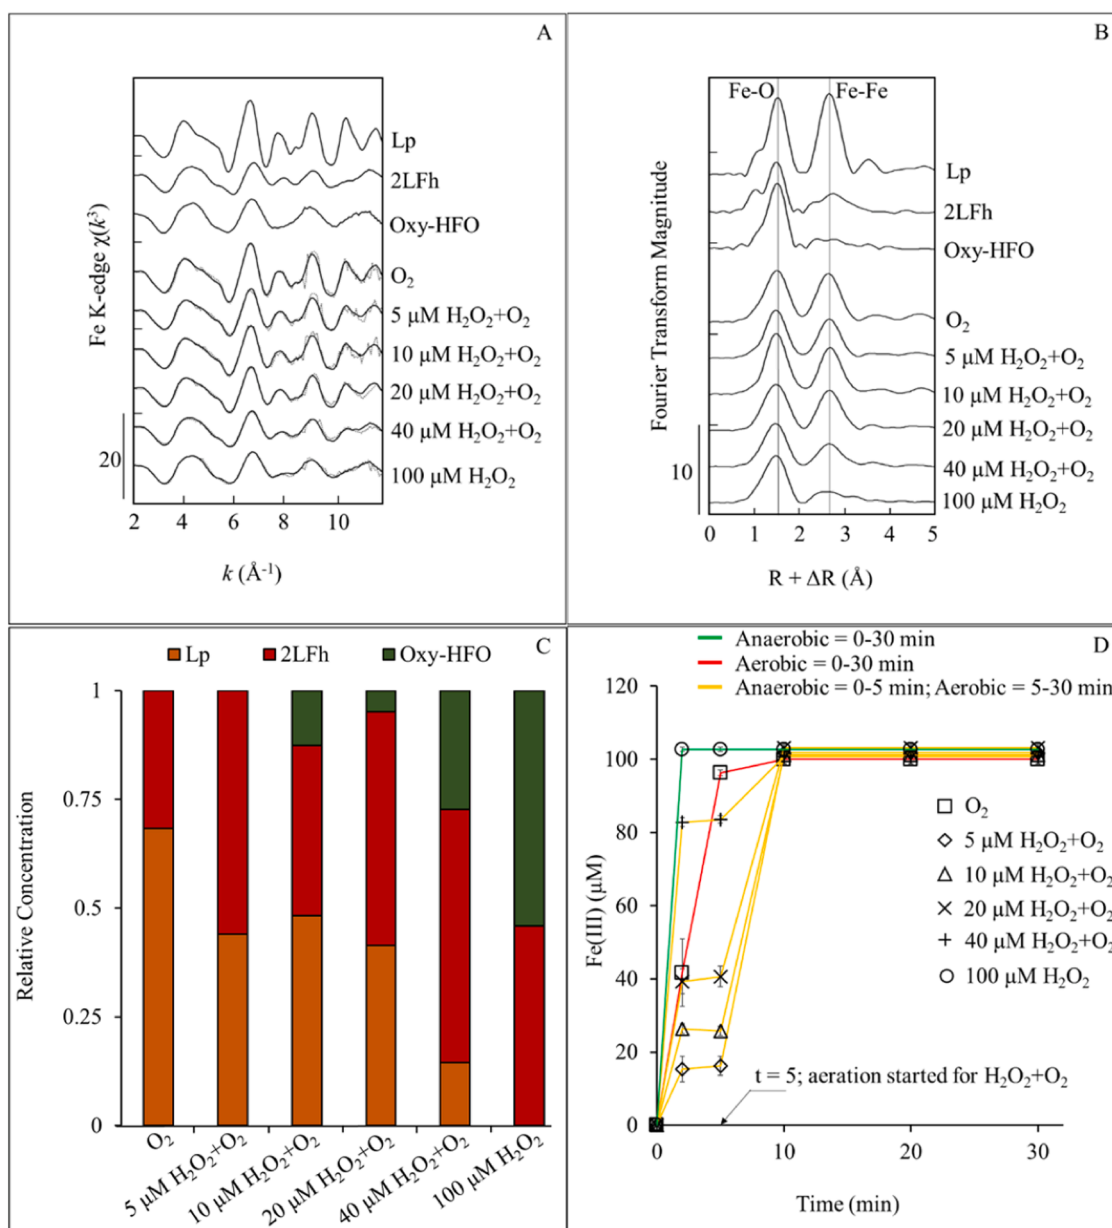 A
Fe K-edge χ(k³)
Lp
2LFh
Oxy-HFO
O₂
5 μM H₂O₂+O₂
10 μM H₂O₂+O₂
20 μM H₂O₂+O₂
40 μM H₂O₂+O₂
100 μM H₂O₂
20
2 4 6 8 10
k (Å⁻¹)
B
Fe-O Fe-Fe
Fourier Transform Magnitude
Lp
2LFh
Oxy-HFO
O₂
5 μM H₂O₂+O₂
10 μM H₂O₂+O₂
20 μM H₂O₂+O₂
40 μM H₂O₂+O₂
100 μM H₂O₂
10
0 1 2 3 4 5
R + ΔR (Å)
Lp 2LFh Oxy-HFO C
Relative Concentration
1
0.75
0.5
0.25
0
O₂
5 μM H₂O₂+O₂
10 μM H₂O₂+O₂
20 μM H₂O₂+O₂
40 μM H₂O₂+O₂
100 μM H₂O₂
D
Anaerobic = 0-30 min
Aerobic = 0-30 min
Anaerobic = 0-5 min; Aerobic = 5-30 min
Fe(III) (μM)
120
100
80
60
40
20
0
O₂
5 μM H₂O₂+O₂
10 μM H₂O₂+O₂
20 μM H₂O₂+O₂
40 μM H₂O₂+O₂
100 μM H₂O₂
t = 5; aeration started for H₂O₂+O₂
0 10 20 30
Time (min)